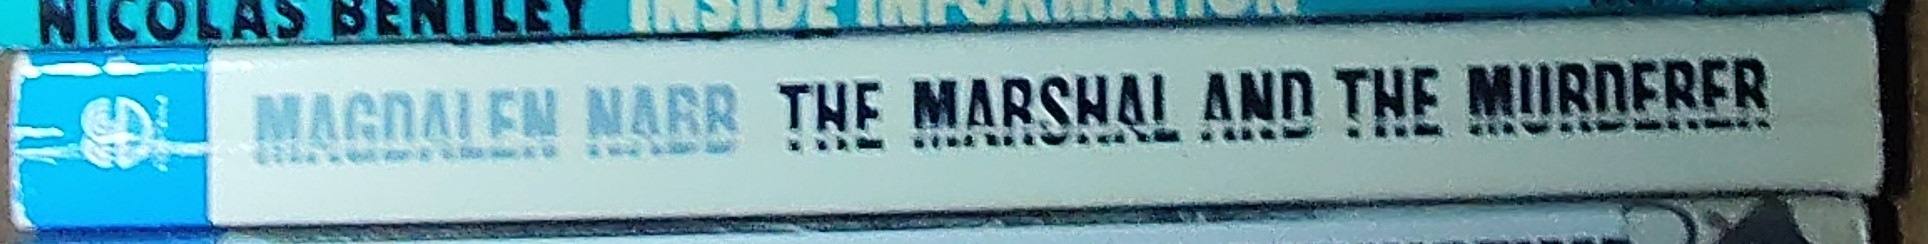 NICOLAS BENTLEY INSIDE INFORMATION
MAGDALEN NABB THE MARSHAL AND THE MURDERER